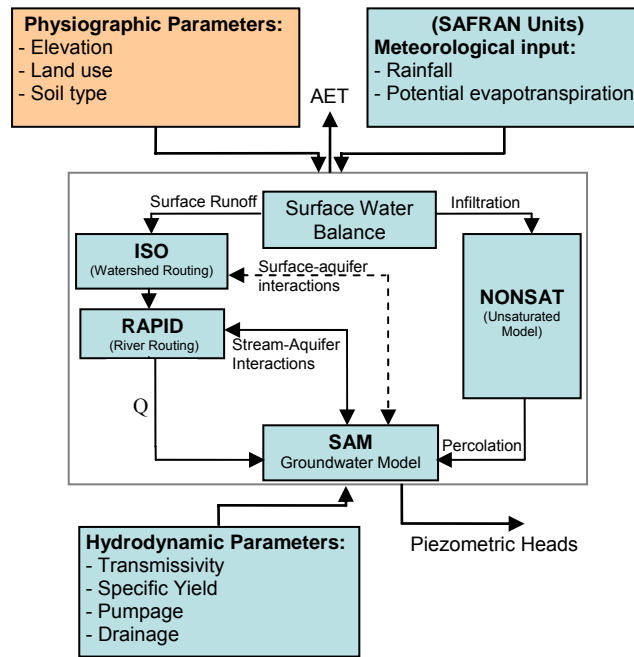 Physiographic Parameters:
- Elevation
- Land use
- Soil type
(SAFRAN Units)
Meteorological input:
- Rainfall
- Potential evapotranspiration
AET
Surface Runoff
Surface Water
Balance
Infiltration
ISO
(Watershed Routing)
Surface-aquifer
interactions
NONSAT
(Unsaturated
Model)
RAPID
(River Routing)
Stream-Aquifer
Interactions
Q
SAM
Groundwater Model
Percolation
Hydrodynamic Parameters:
- Transmissivity
- Specific Yield
- Pumpage
- Drainage
Piezometric Heads